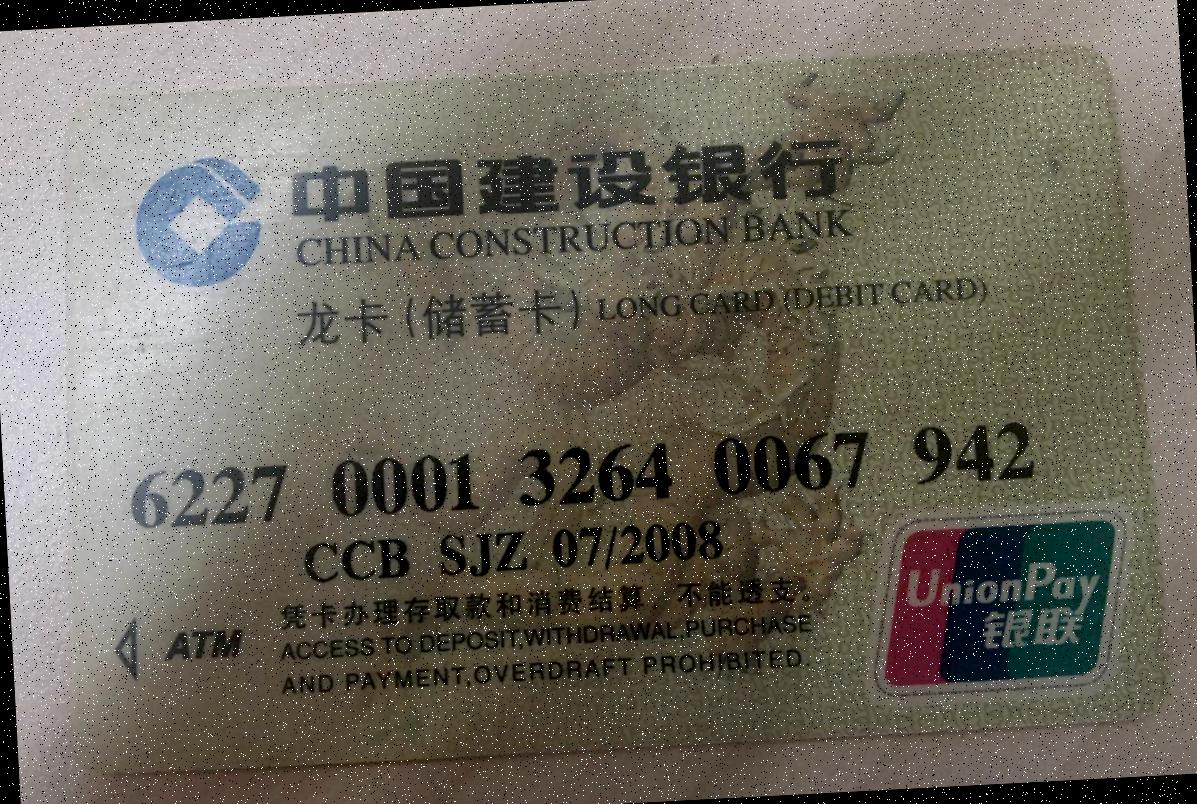 中国建设银行
CHINA CONSTRUCTION BANK
龙卡(储蓄卡) LONG CARD (DEBIT CARD)
6227 0001 3264 0067 942
CCB SJZ 07/2008
凭卡办理存取款和消费结算，不能透支。
ATM ACCESS TO DEPOSIT,WITHDRAWAL,PURCHASE
AND PAYMENT,OVERDRAFT PROHIBITED.
UnionPay
银联